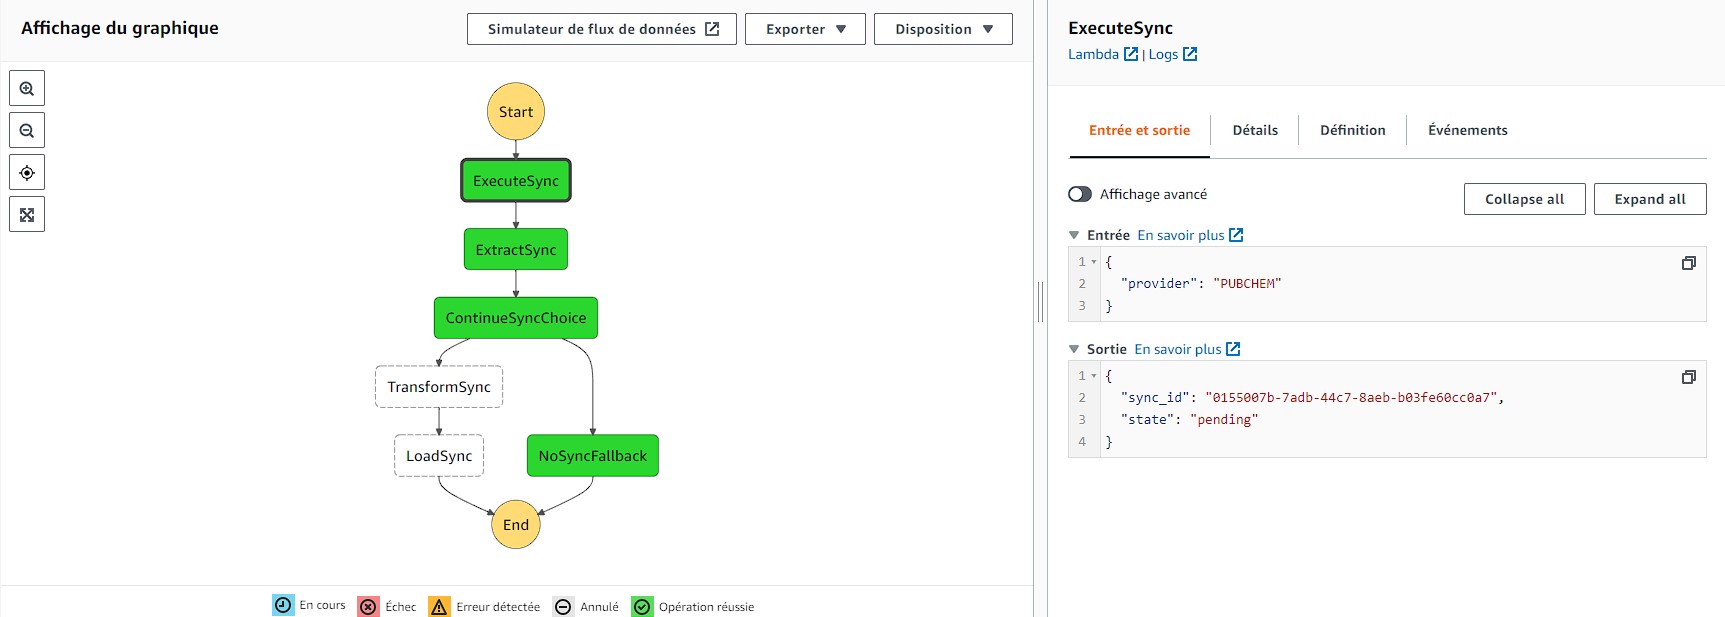 Affichage du graphique
Simulateur de flux de données
Exporter
Disposition
Start
ExecuteSync
ExtractSync
ContinueSyncChoice
TransformSync
LoadSync
NoSyncFallback
End
En cours
Échec
Erreur détectée
Annulé
Opération réussie
ExecuteSync
Lambda | Logs
Entrée et sortie
Détails
Définition
Événements
Affichage avancé
Collapse all
Expand all
Entrée En savoir plus
1 {
2 "provider": "PUBCHEM"
3 }
Sortie En savoir plus
1 {
2 "sync_id": "0155007b-7adb-44c7-8aeb-b03fe60cc0a7",
3 "state": "pending"
4 }